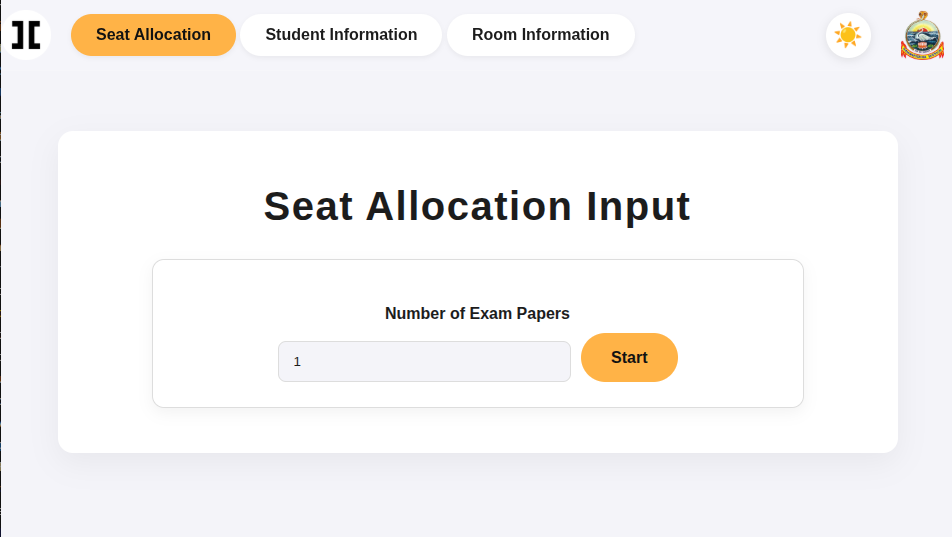 Seat Allocation
Student Information
Room Information
Seat Allocation Input
Number of Exam Papers
1
Start